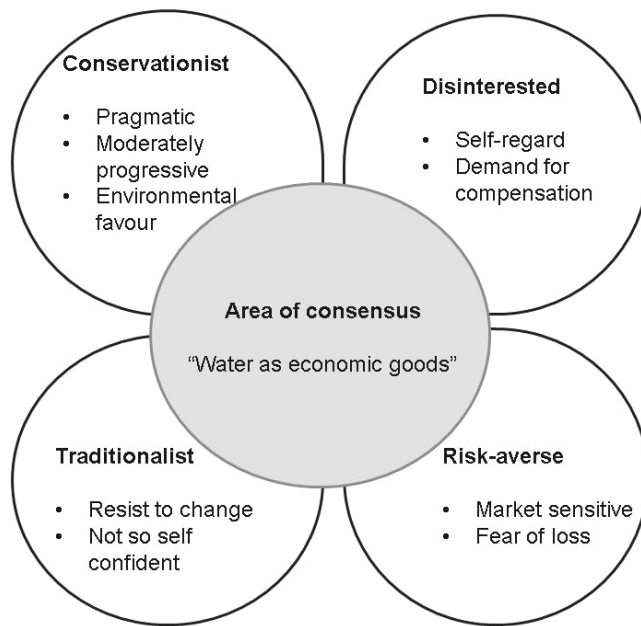 Conservationist
• Pragmatic
• Moderately
progressive
• Environmental
favour
Disinterested
• Self-regard
• Demand for
compensation
Area of consensus
“Water as economic goods”
Traditionalist
• Resist to change
• Not so self
confident
Risk-averse
• Market sensitive
• Fear of loss